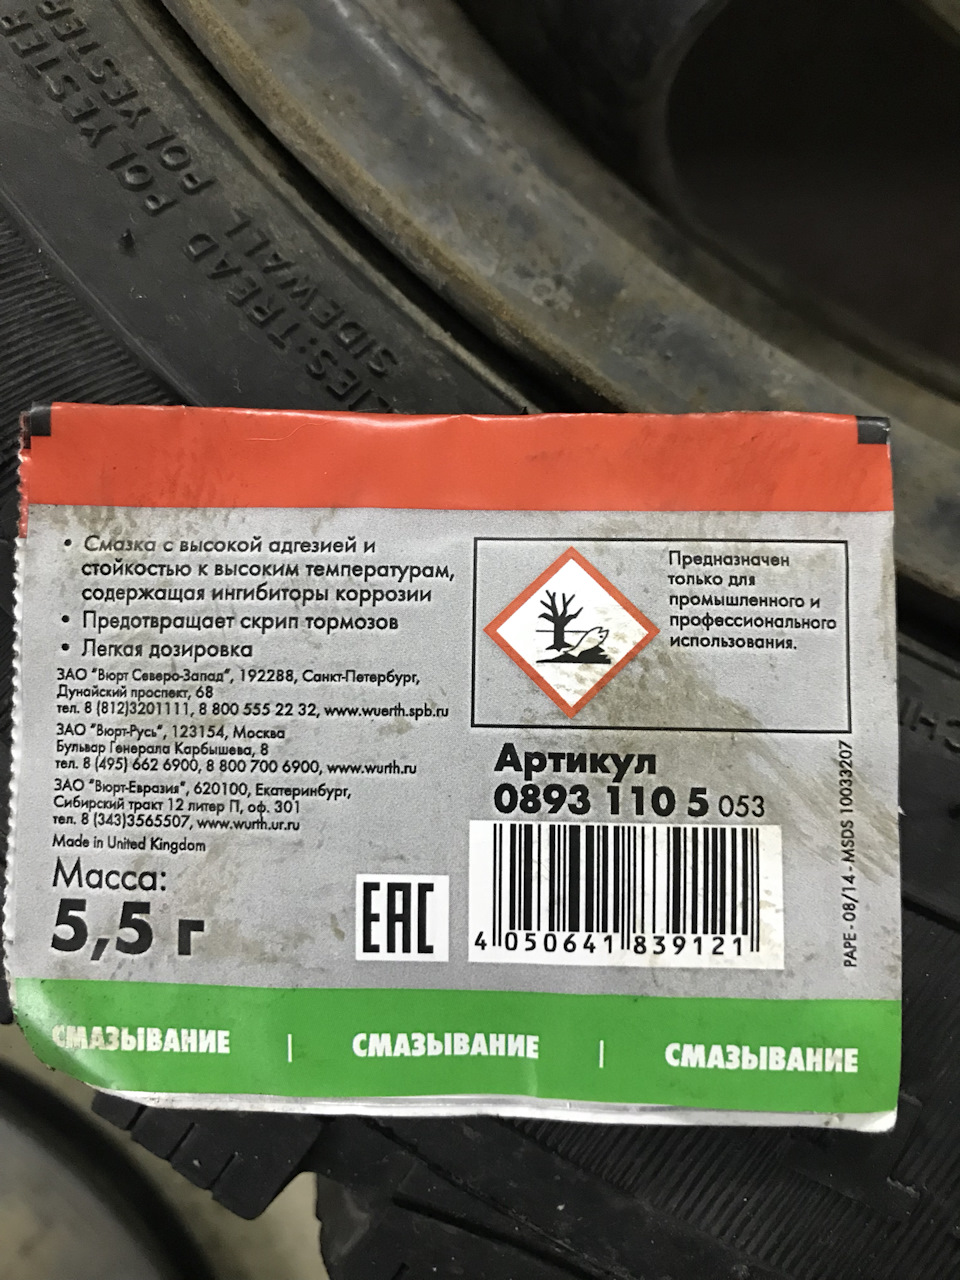 POLYESTER
POLYESTER
PLIES: TREAD POLYESTER
SIDEWALL POLYESTER
• Смазка с высокой адгезией и
стойкостью к высоким температурам,
содержащая ингибиторы коррозии
• Предотвращает скрип тормозов
• Легкая дозировка
ЗАО "Вюрт Северо-Запад", 192288, Санкт-Петербург,
Дунайский проспект, 68
тел. 8 (812)3201111, 8 800 555 22 32, www.wuerth.spb.ru
ЗАО "Вюрт-Русь", 123154, Москва
Бульвар Генерала Карбышева, 8
тел. 8 (495) 662 6900, 8 800 700 6900, www.wurth.ru
ЗАО "Вюрт-Евразия", 620100, Екатеринбург,
Сибирский тракт 12 литер П, оф. 301
тел. 8 (343)3565507, www.wurth.ur.ru
Made in United Kingdom
Масса:
5,5 г
EAC
Предназначен
только для
промышленного и
профессионального
использования.
Артикул
0893 110 5 053
4 050641 839121
PAPE - 08/14 - MSDS 10033207
СМАЗЫВАНИЕ | СМАЗЫВАНИЕ | СМАЗЫВАНИЕ